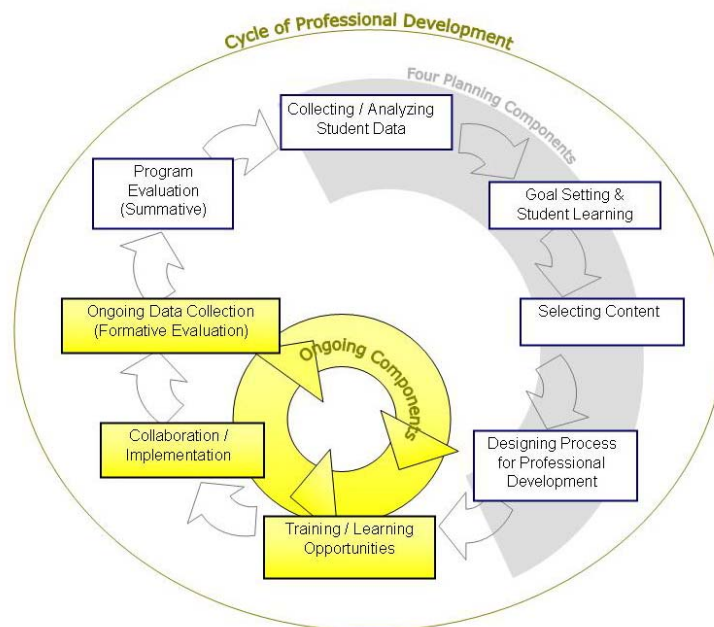 Cycle of Professional Development
Four Planning Components
Collecting / Analyzing
Student Data
Goal Setting &
Student Learning
Selecting Content
Designing Process
for Professional
Development
Training / Learning
Opportunities
Collaboration /
Implementation
Ongoing Data Collection
(Formative Evaluation)
Program
Evaluation
(Summative)
Ongoing Components